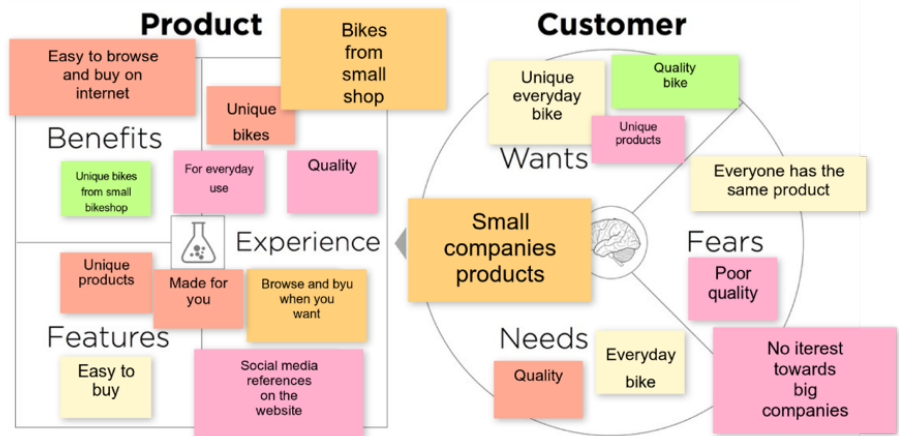 Product
Customer
Easy to browse
and buy on
internet
Bikes
from
small
shop
Unique
bikes
Benefits
Unique bikes
from small
bikeshop
For everyday
use
Quality
Experience
Unique
products
Made for
you
Browse and byu
when you
want
Features
Easy to
buy
Social media
references
on the
website
Unique
everyday
bike
Quality
bike
Unique
products
Wants
Everyone has the
same product
Small
companies
products
Fears
Poor
quality
Needs
Quality
Everyday
bike
No iterest
towards
big
companies